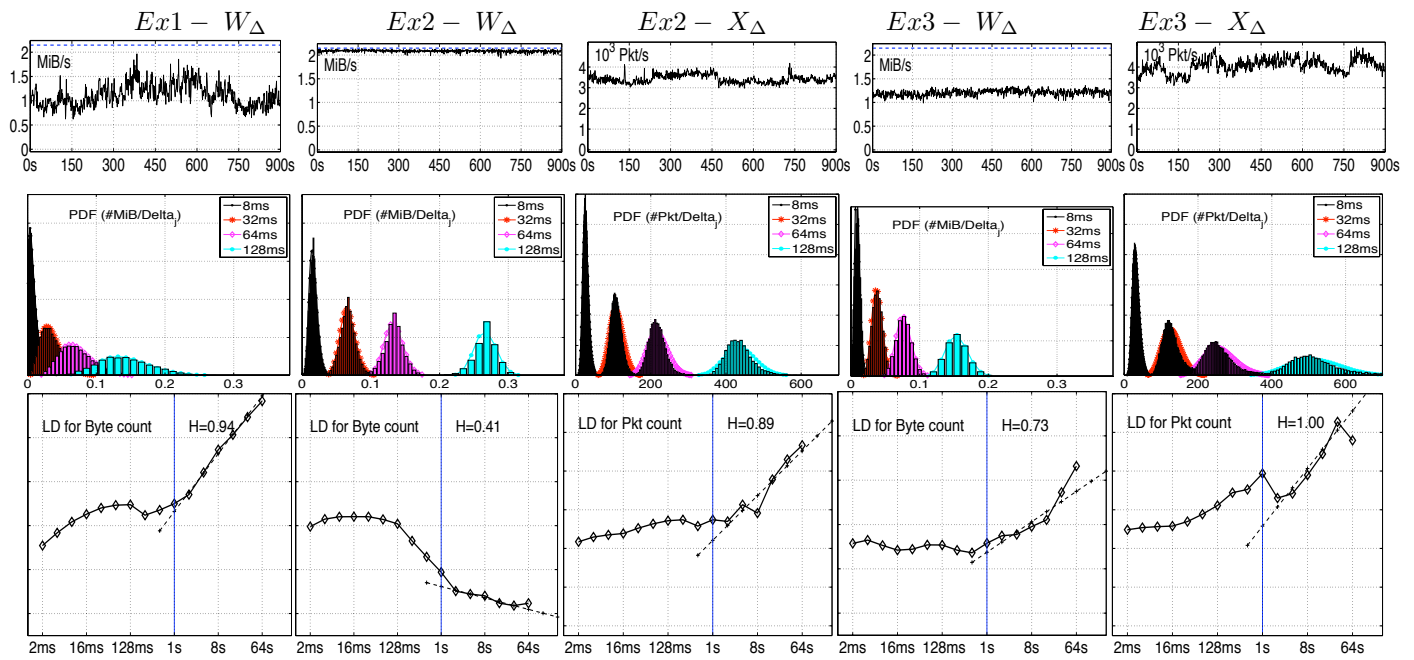 Ex1 − W_Δ
Ex2 − W_Δ
Ex2 − X_Δ
Ex3 − W_Δ
Ex3 − X_Δ
2
1.5
1
0.5
0
MiB/s
0s 150 300 450 600 750 900s
2
1.5
1
0.5
0
MiB/s
0s 150 300 450 600 750 900s
4
3
2
1
0
10^3 Pkt/s
0s 150 300 450 600 750 900s
2
1.5
1
0.5
0
MiB/s
0s 150 300 450 600 750 900s
4
3
2
1
0
10^3 Pkt/s
0s 150 300 450 600 750 900s
PDF (#MiB/Delta_j)
8ms
32ms
64ms
128ms
0 0.1 0.2 0.3
PDF (#MiB/Delta_j)
8ms
32ms
64ms
128ms
0 0.1 0.2 0.3
PDF (#Pkt/Delta_j)
8ms
32ms
64ms
128ms
0 200 400 600
PDF (#MiB/Delta_j)
8ms
32ms
64ms
128ms
0 0.1 0.2 0.3
PDF (#Pkt/Delta_j)
8ms
32ms
64ms
128ms
0 200 400 600
LD for Byte count H=0.94
2ms 16ms 128ms 1s 8s 64s
LD for Byte count H=0.41
2ms 16ms 128ms 1s 8s 64s
LD for Pkt count H=0.89
2ms 16ms 128ms 1s 8s 64s
LD for Byte count H=0.73
2ms 16ms 128ms 1s 8s 64s
LD for Pkt count H=1.00
2ms 16ms 128ms 1s 8s 64s